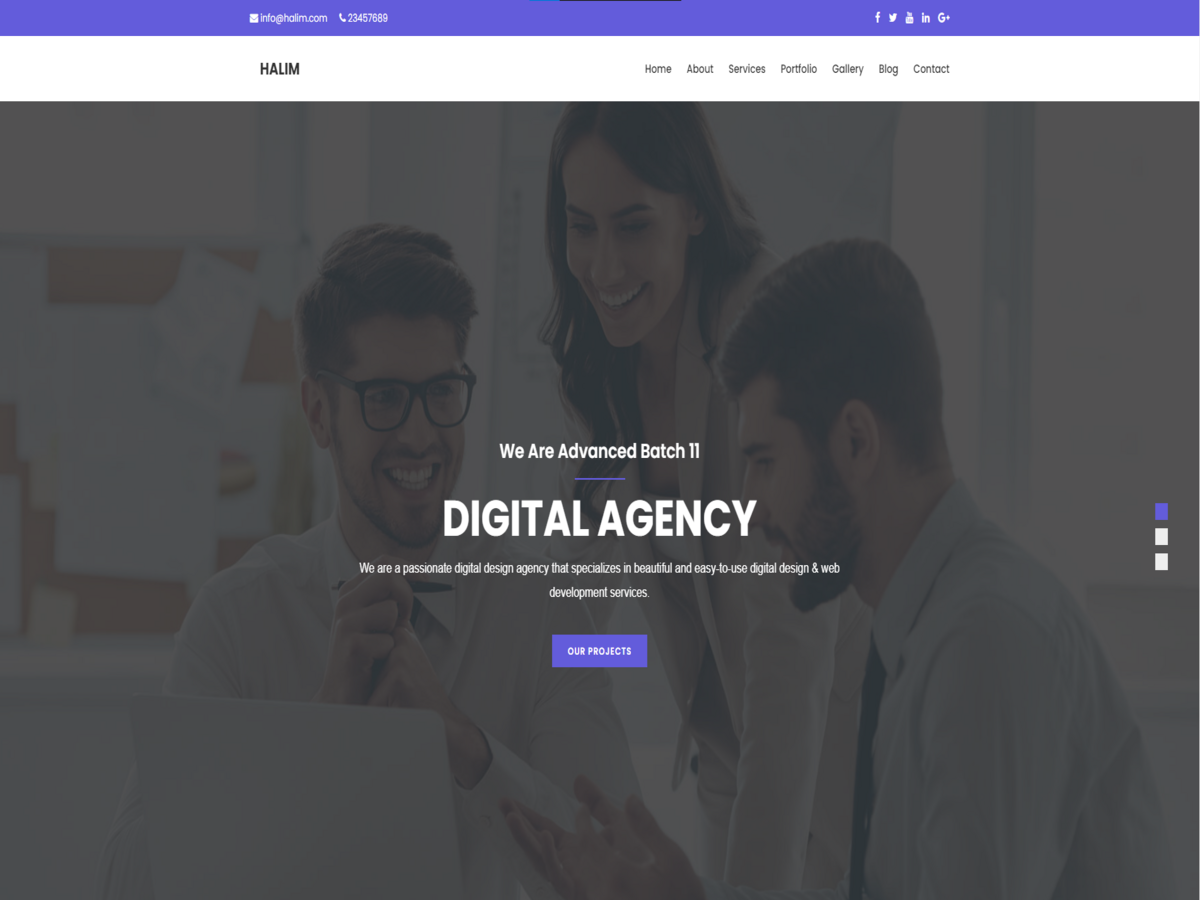 info@halim.com 23457689
HALIM
Home About Services Portfolio Gallery Blog Contact
We Are Advanced Batch 11
DIGITAL AGENCY
We are a passionate digital design agency that specializes in beautiful and easy-to-use digital design & web
development services.
OUR PROJECTS